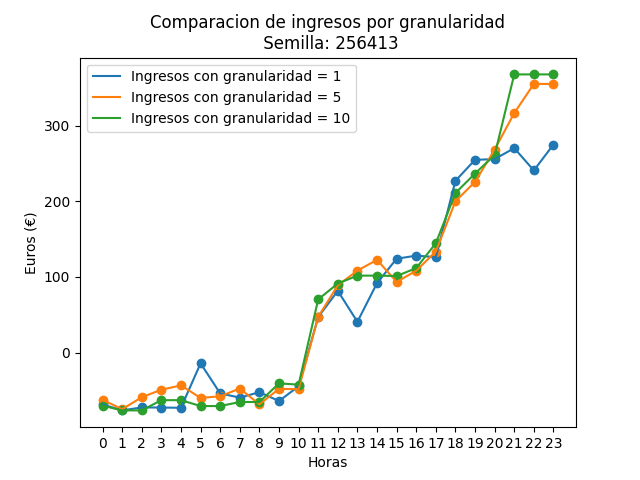 Comparacion de ingresos por granularidad
Semilla: 256413
Ingresos con granularidad = 1
Ingresos con granularidad = 5
Ingresos con granularidad = 10
Euros (€)
300
200
100
0
0 1 2 3 4 5 6 7 8 9 10 11 12 13 14 15 16 17 18 19 20 21 22 23
Horas